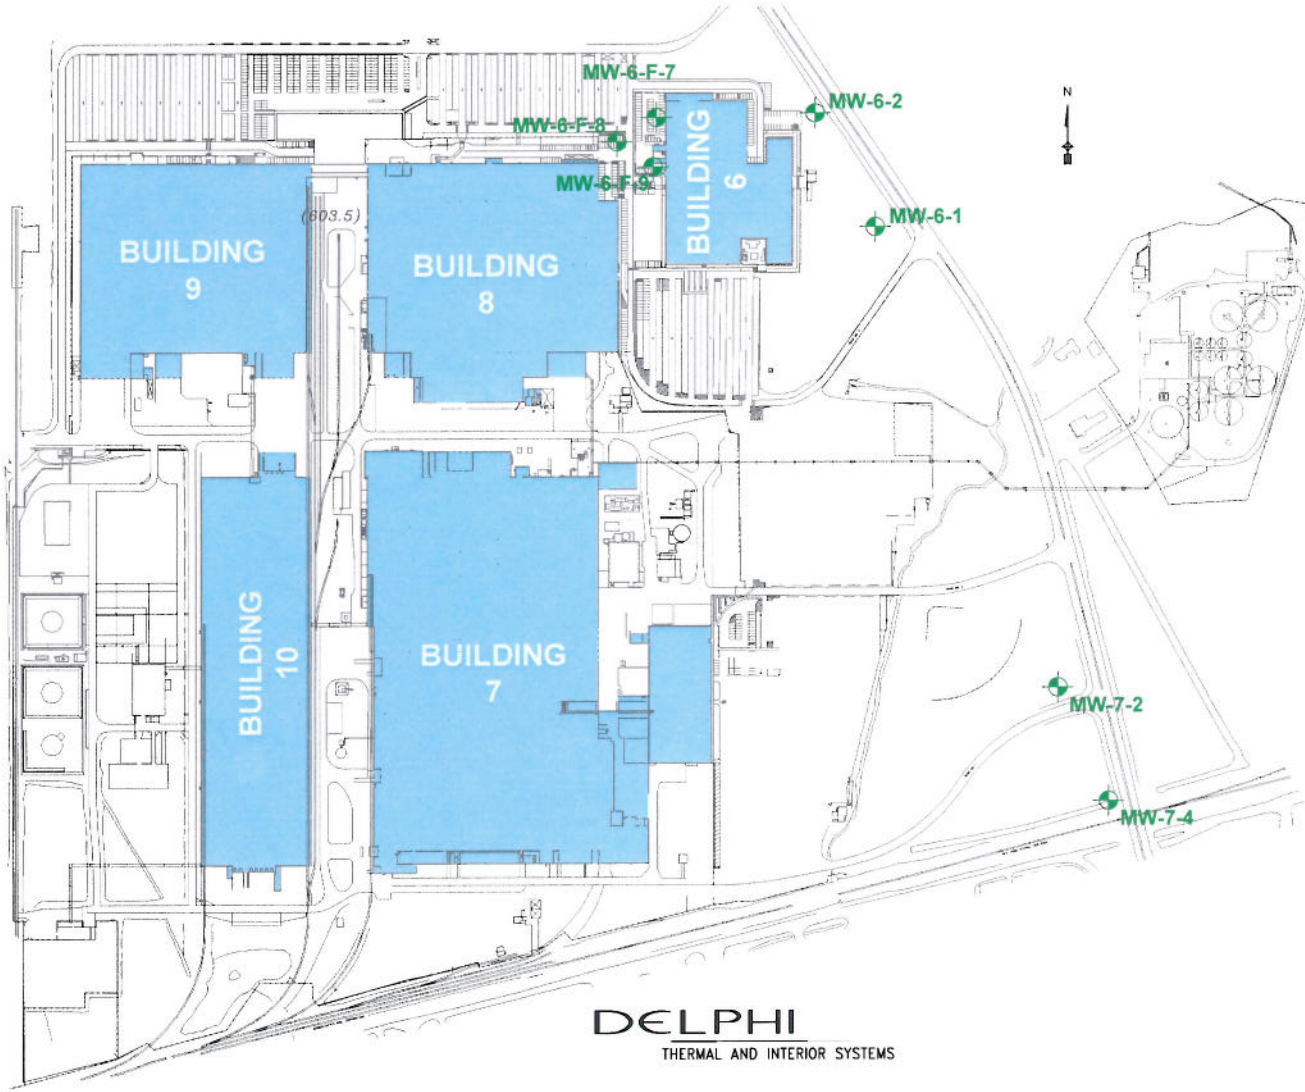 MW-6-F-7
MW-6-2
N
MW-6-F-8
MW-6-F-9
BUILDING
6
(603.5)
MW-6-1
BUILDING
9
BUILDING
8
BUILDING
10
BUILDING
7
MW-7-2
MW-7-4
DELPHI
THERMAL AND INTERIOR SYSTEMS